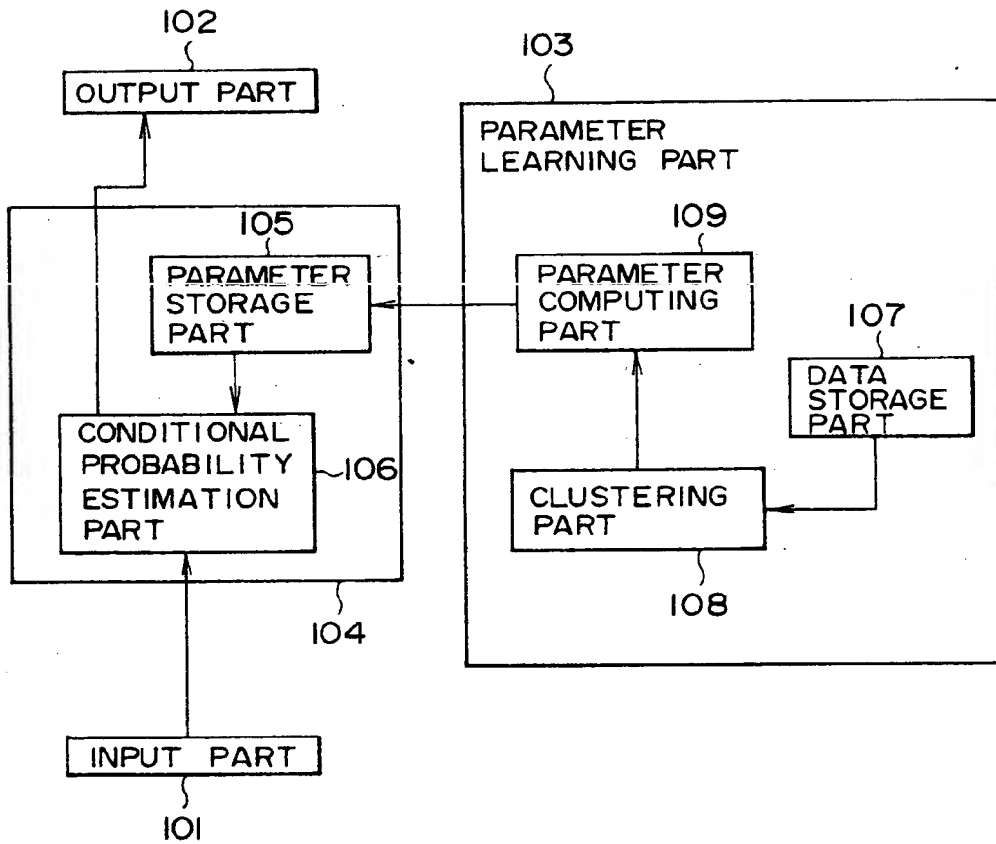 102
OUTPUT PART
103
PARAMETER
LEARNING PART
105
PARAMETER
STORAGE
PART
109
PARAMETER
COMPUTING
PART
107
DATA
STORAGE
PART
CONDITIONAL
PROBABILITY
ESTIMATION
PART
106
CLUSTERING
PART
108
104
INPUT PART
101